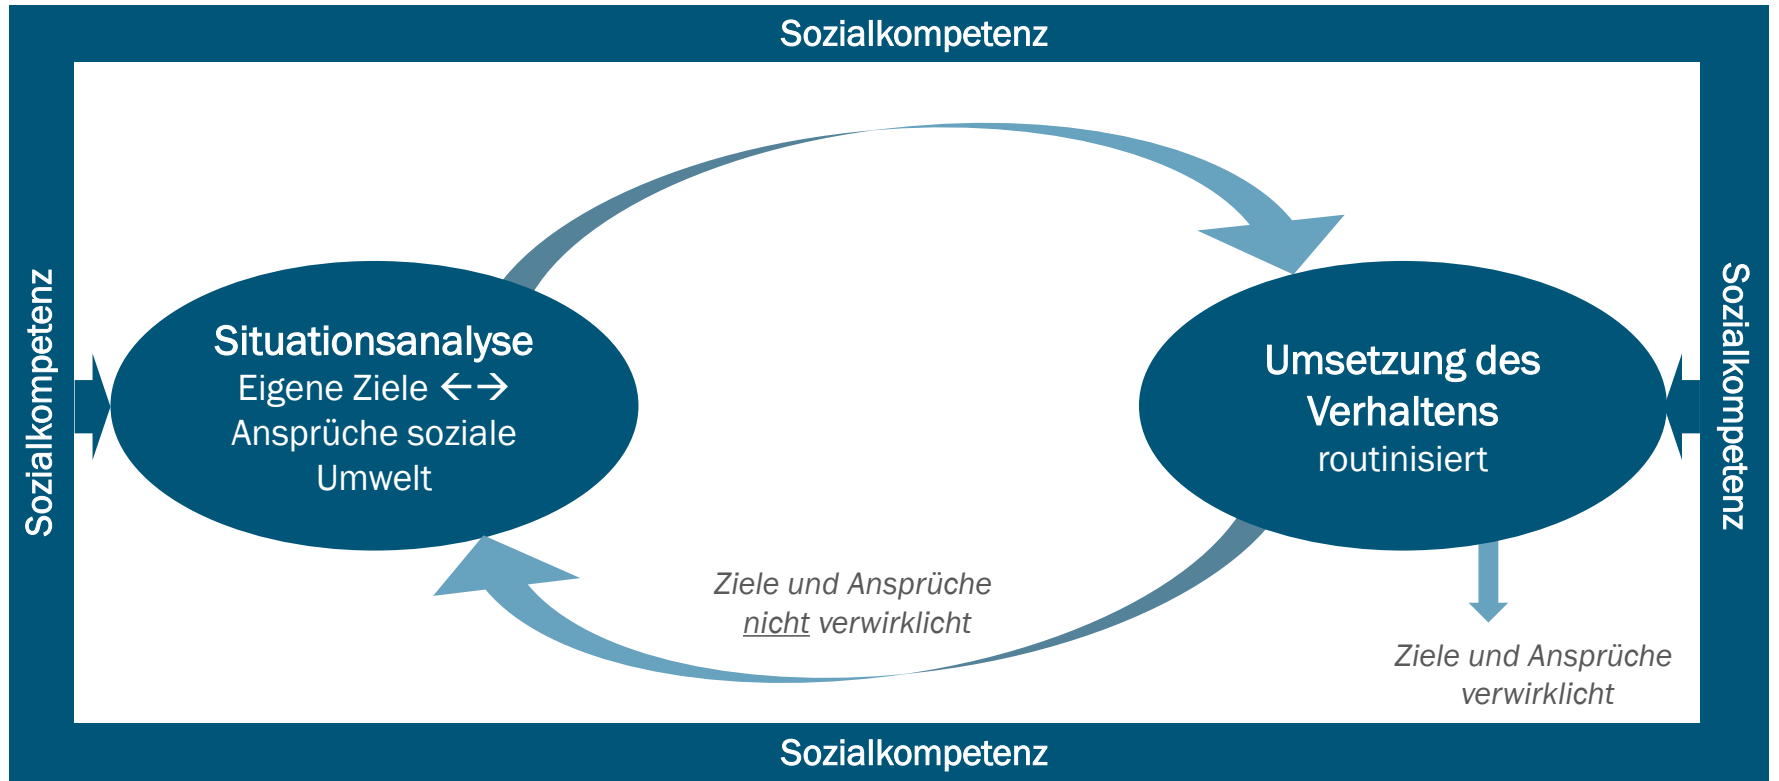 Sozialkompetenz
Sozialkompetenz
Situationsanalyse
Eigene Ziele ←→
Ansprüche soziale
Umwelt
Umsetzung des
Verhaltens
routinisiert
Sozialkompetenz
Ziele und Ansprüche
nicht verwirklicht
Ziele und Ansprüche
verwirklicht
Sozialkompetenz